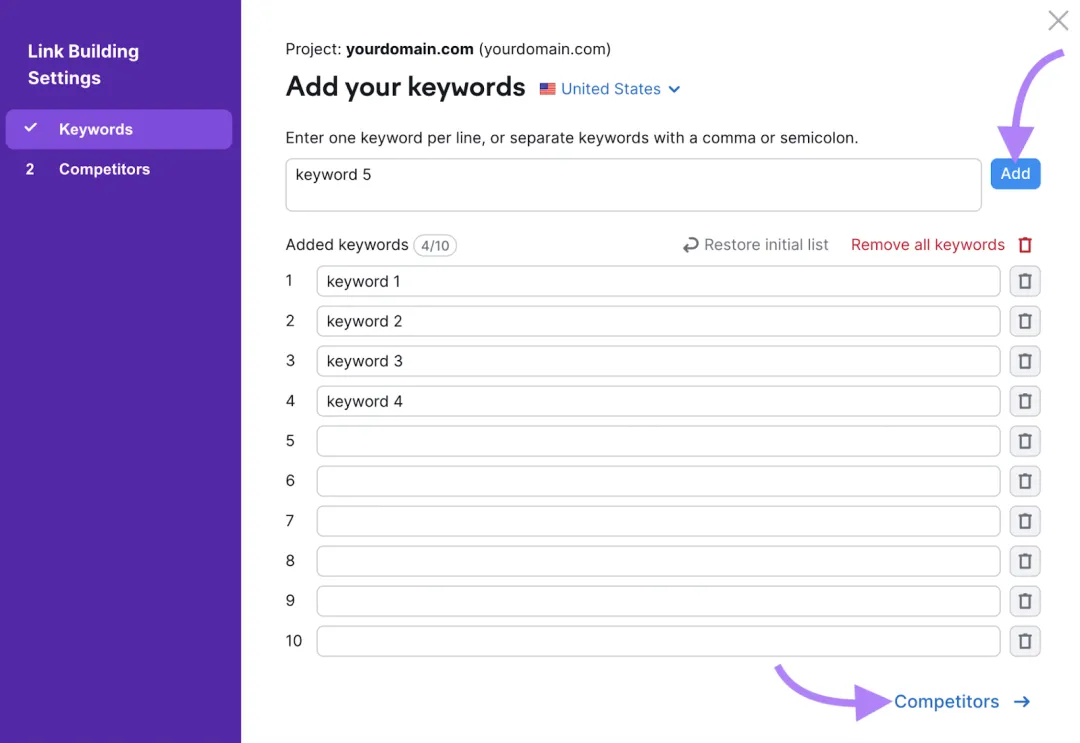 Link Building
Settings
Keywords
2 Competitors
Project: yourdomain.com (yourdomain.com)
Add your keywords United States
Enter one keyword per line, or separate keywords with a comma or semicolon.
keyword 5
Add
Added keywords 4/10 Restore initial list Remove all keywords
1 keyword 1
2 keyword 2
3 keyword 3
4 keyword 4
5
6
7
8
9
10
Competitors